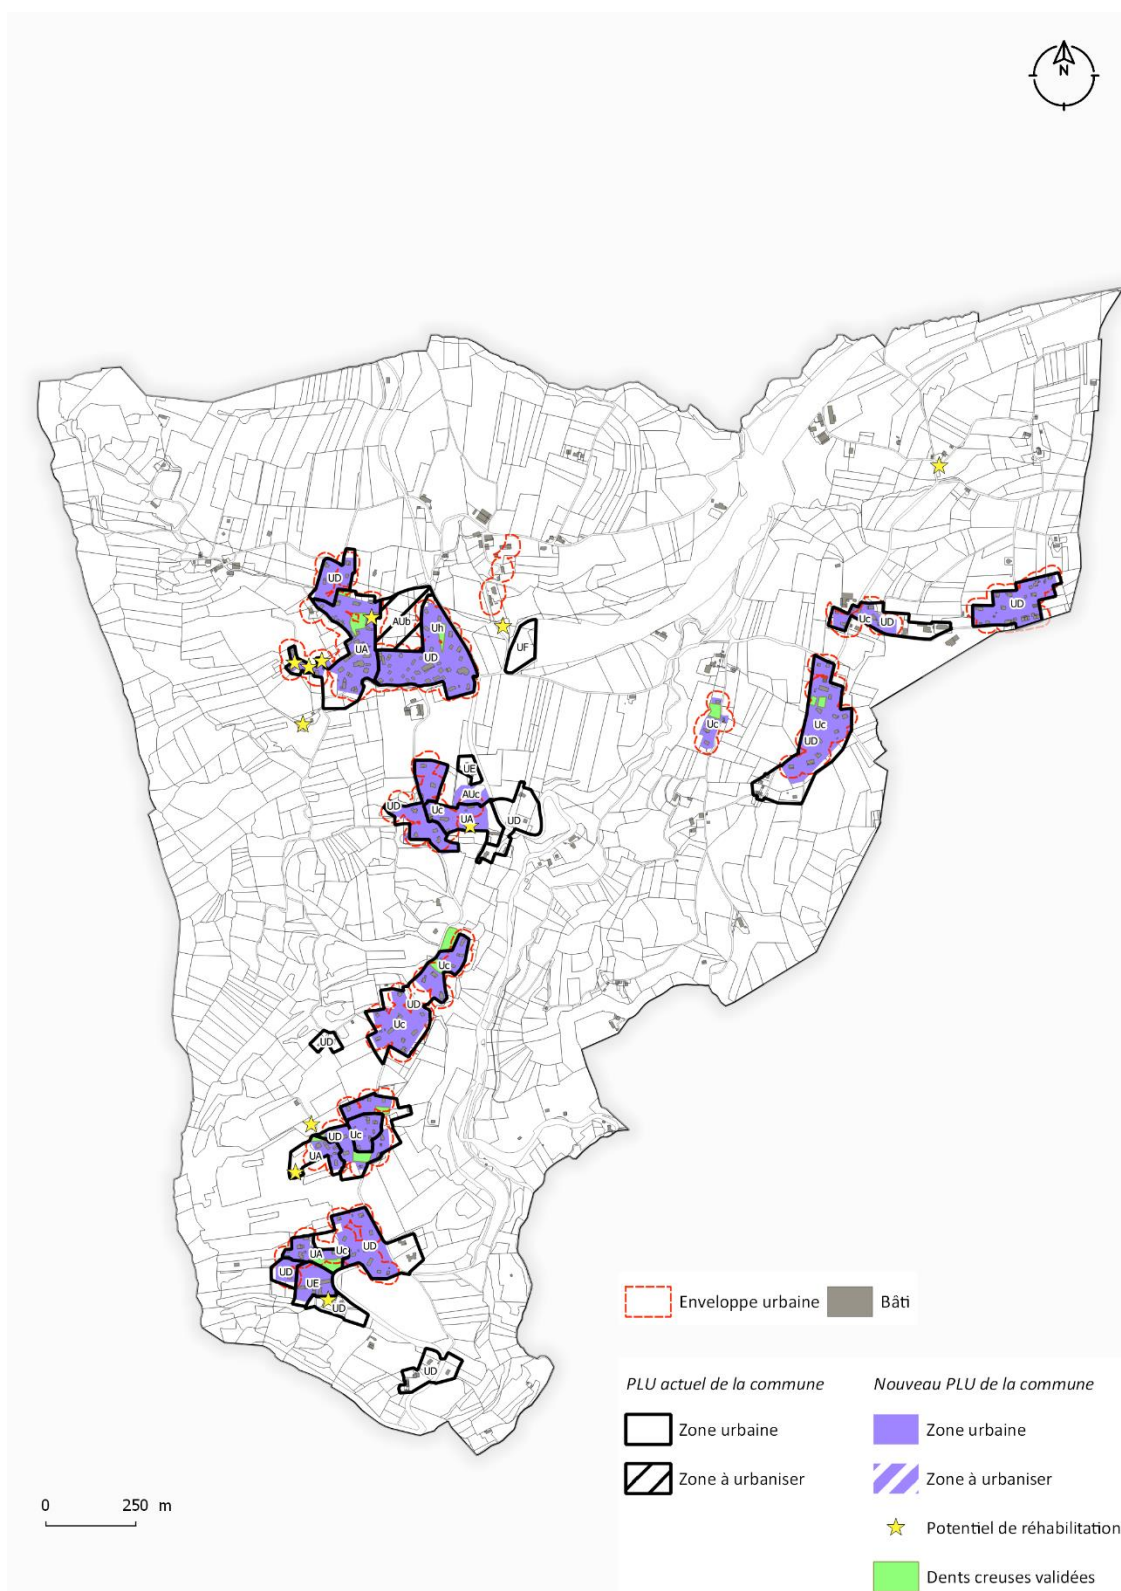 N
UD
AUb
Uh
UA
UD
UF
Uc
UD
UD
Uc
Uc
UD
UE
AUc
UD
Uc
UA
UD
Uc
UD
Uc
UD
UD
Uc
UA
UA
Uc
UD
UD
UE
UD
UD
Enveloppe urbaine
Bâti
PLU actuel de la commune
Nouveau PLU de la commune
Zone urbaine
Zone urbaine
Zone à urbaniser
Zone à urbaniser
0 250 m
Potentiel de réhabilitation
Dents creuses validées